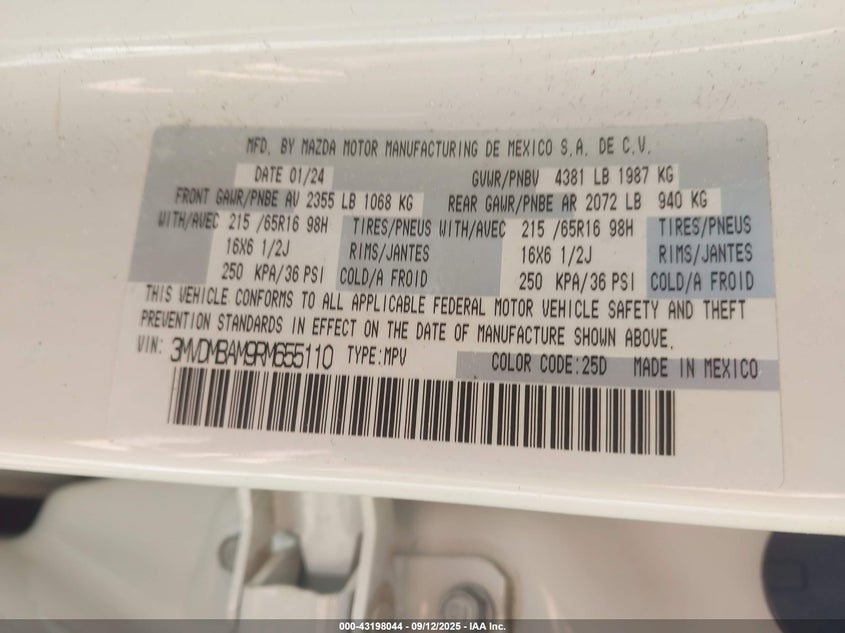 MFD. BY MAZDA MOTOR MANUFACTURING DE MEXICO S.A. DE C.V.
DATE 01/24 GVWR/PNBV 4381 LB 1987 KG
FRONT GAWR/PNBE AV 2355 LB 1068 KG REAR GAWR/PNBE AR 2072 LB 940 KG
WITH/AVEC 215 /65R16 98H TIRES/PNEUS WITH/AVEC 215 /65R16 98H TIRES/PNEUS
16X6 1/2J RIMS/JANTES 16X6 1/2J RIMS/JANTES
250 KPA/36 PSI COLD/A FROID 250 KPA/36 PSI COLD/A FROID
THIS VEHICLE CONFORMS TO ALL APPLICABLE FEDERAL MOTOR VEHICLE SAFETY AND THEFT
PREVENTION STANDARDS IN EFFECT ON THE DATE OF MANUFACTURE SHOWN ABOVE.
VIN: 3MVDMBAM9RM655110 TYPE:MPV COLOR CODE:25D MADE IN MEXICO
000-43198044 - 09/12/2025 - © IAA, Inc.